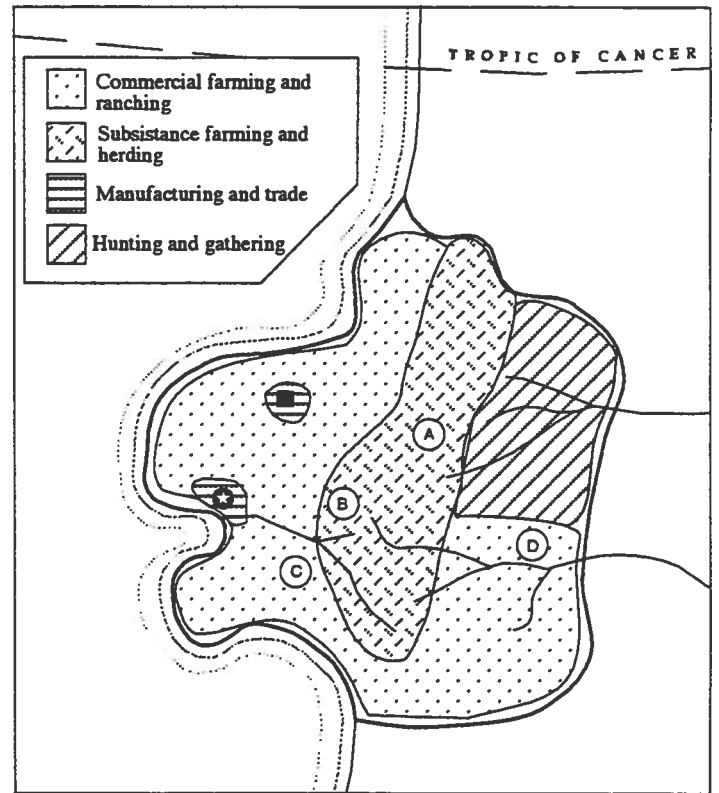 TROPIC OF CANCER
Commercial farming and
ranching
Subsistance farming and
herding
Manufacturing and trade
Hunting and gathering
A
B
D
C